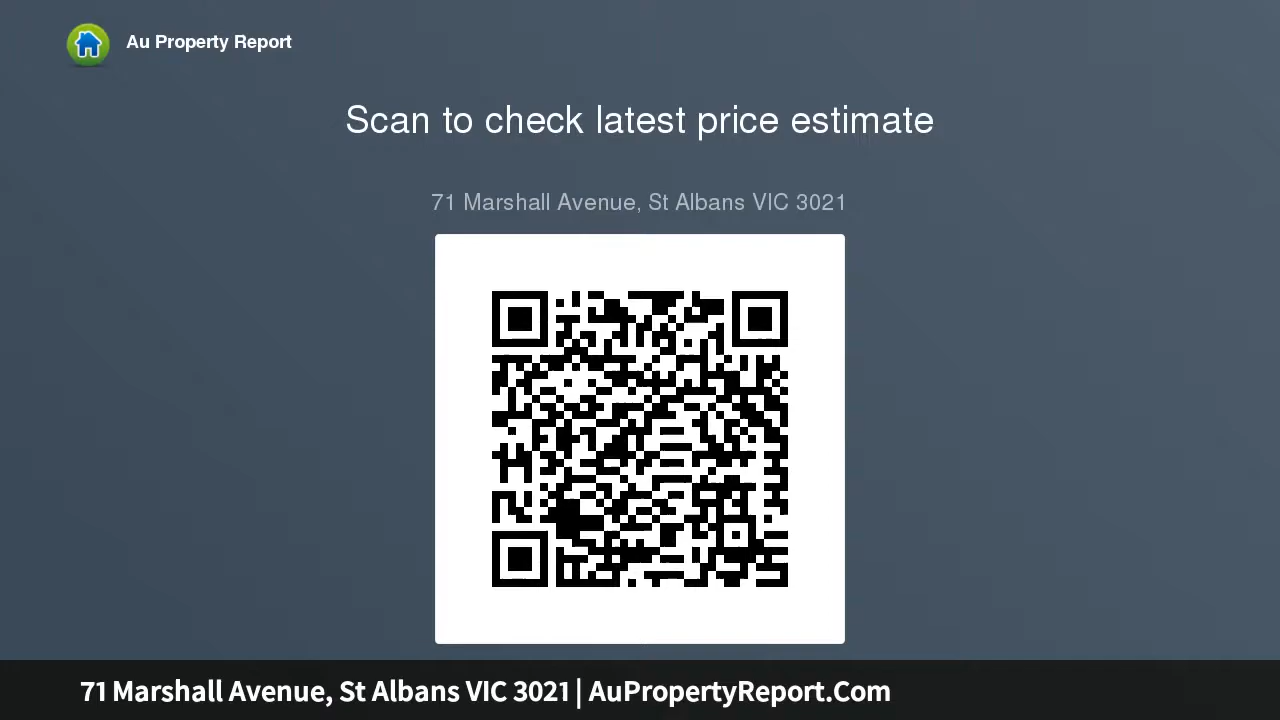 Au Property Report
Scan to check latest price estimate
71 Marshall Avenue, St Albans VIC 3021
71 Marshall Avenue, St Albans VIC 3021 | AuPropertyReport.Com